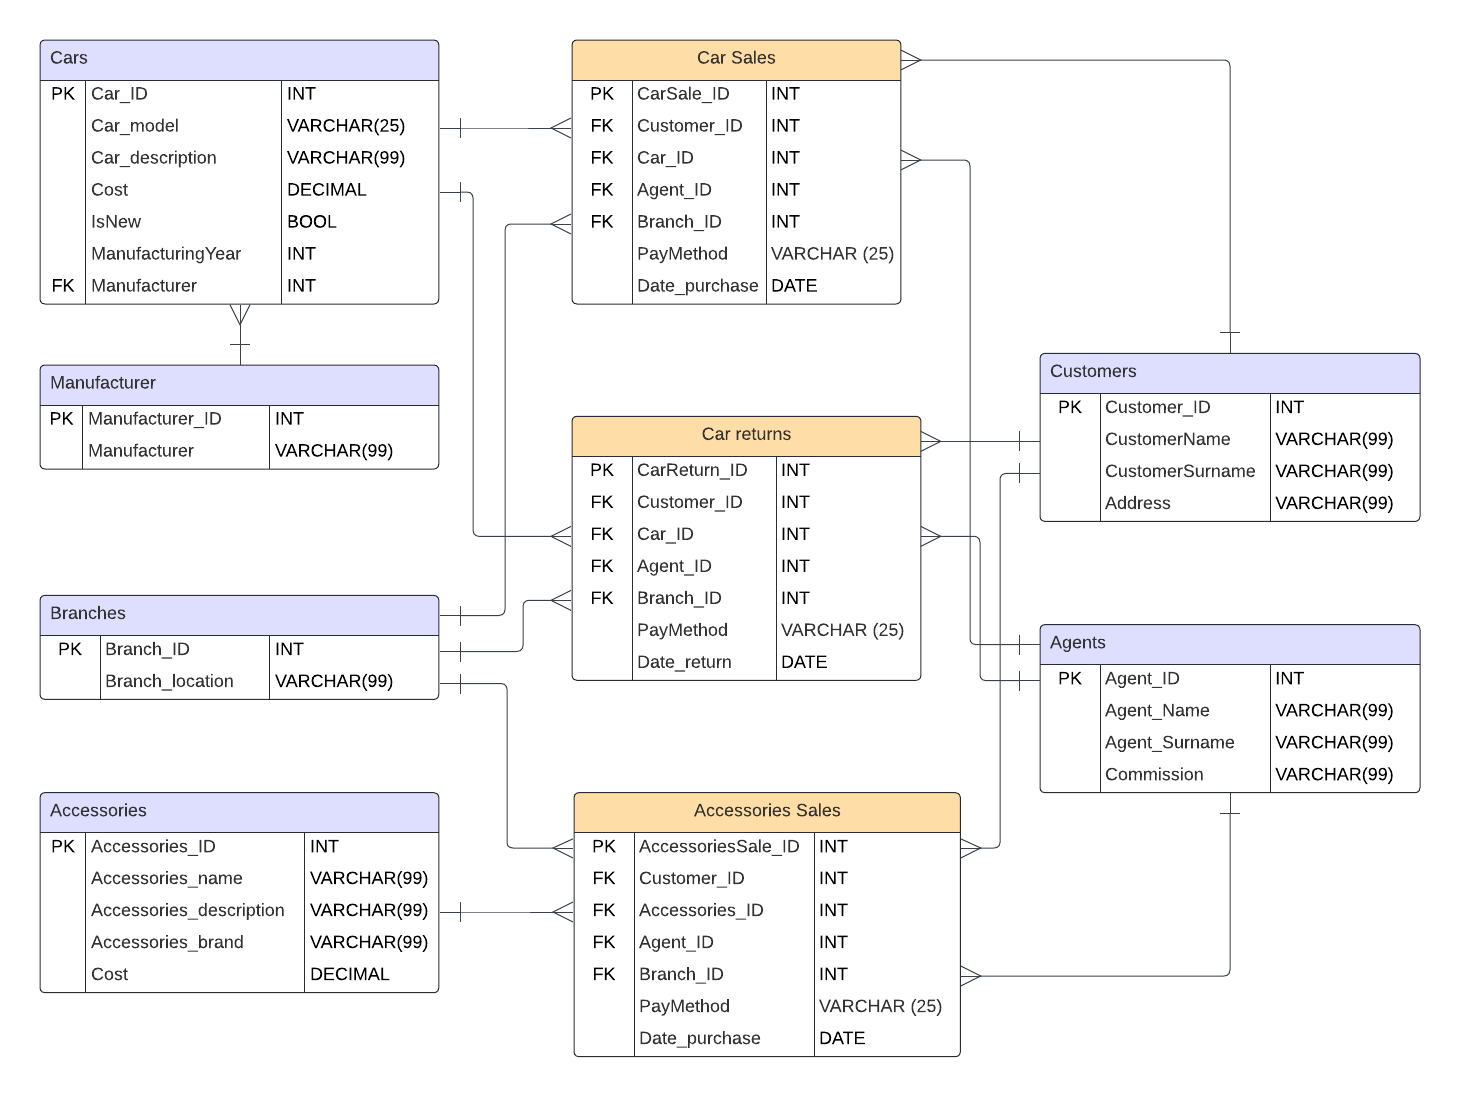 Cars
PK Car_ID INT
Car_model VARCHAR(25)
Car_description VARCHAR(99)
Cost DECIMAL
IsNew BOOL
ManufacturingYear INT
FK Manufacturer INT
Manufacturer
PK Manufacturer_ID INT
Manufacturer VARCHAR(99)
Branches
PK Branch_ID INT
Branch_location VARCHAR(99)
Accessories
PK Accessories_ID INT
Accessories_name VARCHAR(99)
Accessories_description VARCHAR(99)
Accessories_brand VARCHAR(99)
Cost DECIMAL
Car Sales
PK CarSale_ID INT
FK Customer_ID INT
FK Car_ID INT
FK Agent_ID INT
FK Branch_ID INT
PayMethod VARCHAR (25)
Date_purchase DATE
Car returns
PK CarReturn_ID INT
FK Customer_ID INT
FK Car_ID INT
FK Agent_ID INT
FK Branch_ID INT
PayMethod VARCHAR (25)
Date_return DATE
Accessories Sales
PK AccessoriesSale_ID INT
FK Customer_ID INT
FK Accessories_ID INT
FK Agent_ID INT
FK Branch_ID INT
PayMethod VARCHAR (25)
Date_purchase DATE
Customers
PK Customer_ID INT
CustomerName VARCHAR(99)
CustomerSurname VARCHAR(99)
Address VARCHAR(99)
Agents
PK Agent_ID INT
Agent_Name VARCHAR(99)
Agent_Surname VARCHAR(99)
Commission VARCHAR(99)